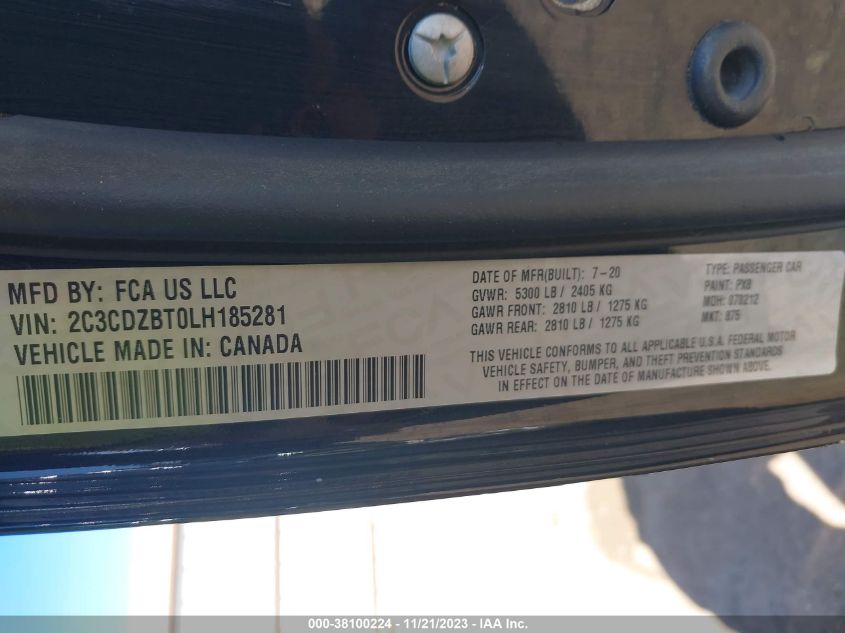 MFD BY: FCA US LLC
VIN: 2C3CDZBT0LH185281
VEHICLE MADE IN: CANADA
DATE OF MFR(BUILT): 7-20
GVWR: 5300 LB / 2405 KG
GAWR FRONT: 2810 LB / 1275 KG
GAWR REAR: 2810 LB / 1275 KG
TYPE: PASSENGER CAR
PAINT: PX8
MDH: 070212
MKT: 875
THIS VEHICLE CONFORMS TO ALL APPLICABLE U.S.A. FEDERAL MOTOR
VEHICLE SAFETY, BUMPER, AND THEFT PREVENTION STANDARDS
IN EFFECT ON THE DATE OF MANUFACTURE SHOWN ABOVE.
000-38100224 - 11/21/2023 - IAA Inc.